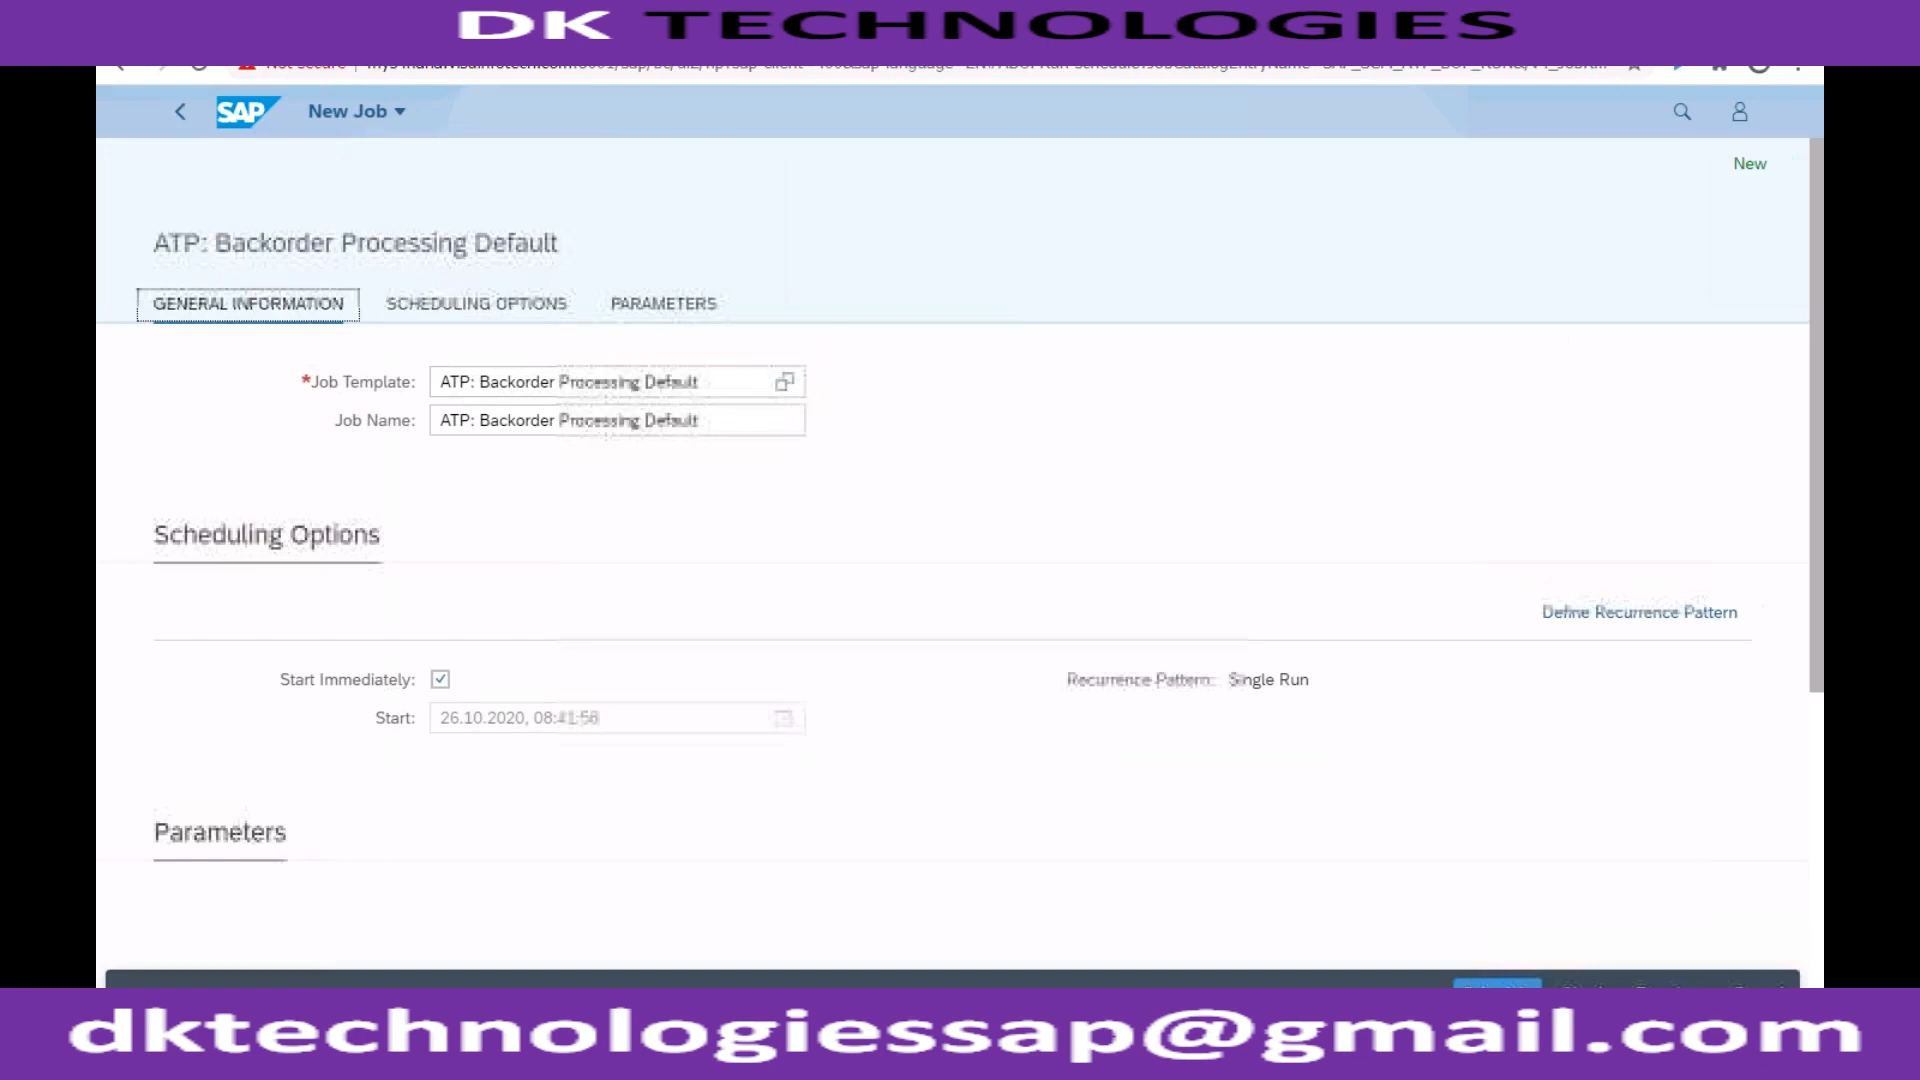 DK TECHNOLOGIES
SAP New Job
New
ATP: Backorder Processing Default
GENERAL INFORMATION SCHEDULING OPTIONS PARAMETERS
*Job Template: ATP: Backorder Processing Default
Job Name: ATP: Backorder Processing Default
Scheduling Options
Define Recurrence Pattern
Start Immediately: Recurrence Pattern: Single Run
Start: 26.10.2020, 08:41:56
Parameters
dktechnologiessap@gmail.com